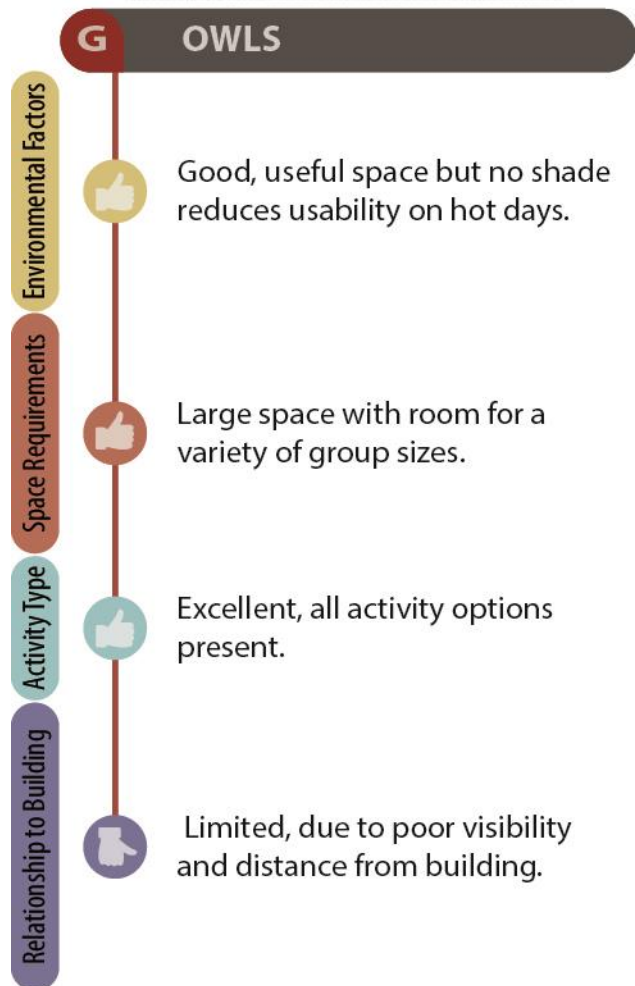 G OWLS
Environmental Factors
Good, useful space but no shade
reduces usability on hot days.
Space Requirements
Large space with room for a
variety of group sizes.
Activity Type
Excellent, all activity options
present.
Relationship to Building
Limited, due to poor visibility
and distance from building.